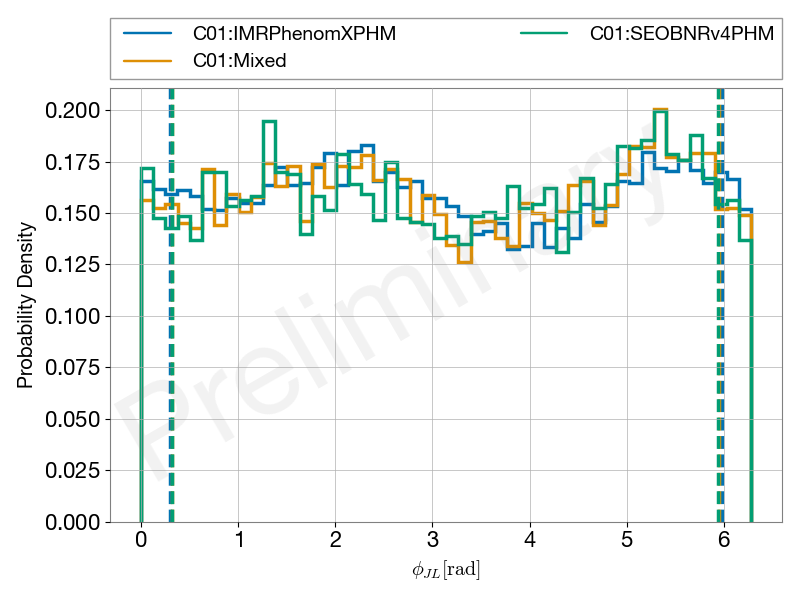 C01:IMRPhenomXPHM
C01:SEOBNRv4PHM
C01:Mixed
Preliminary
Probability Density
0.200
0.175
0.150
0.125
0.100
0.075
0.050
0.025
0.000
0 1 2 3 4 5 6
ϕ_JL[rad]